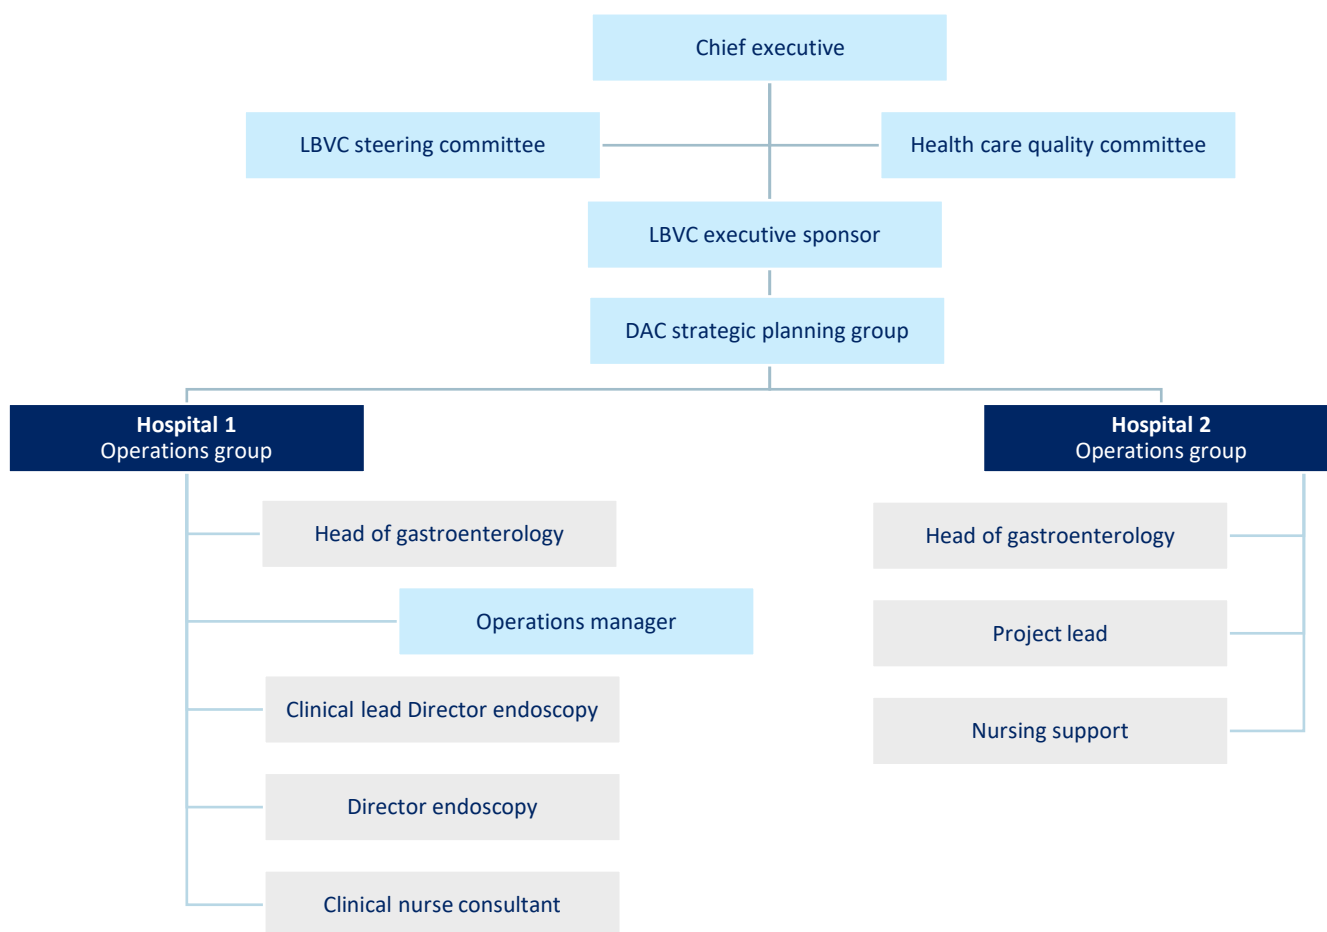 Chief executive
LBVC steering committee
Health care quality committee
LBVC executive sponsor
DAC strategic planning group
Hospital 1
Operations group
Hospital 2
Operations group
Head of gastroenterology
Operations manager
Clinical lead Director endoscopy
Director endoscopy
Clinical nurse consultant
Head of gastroenterology
Project lead
Nursing support